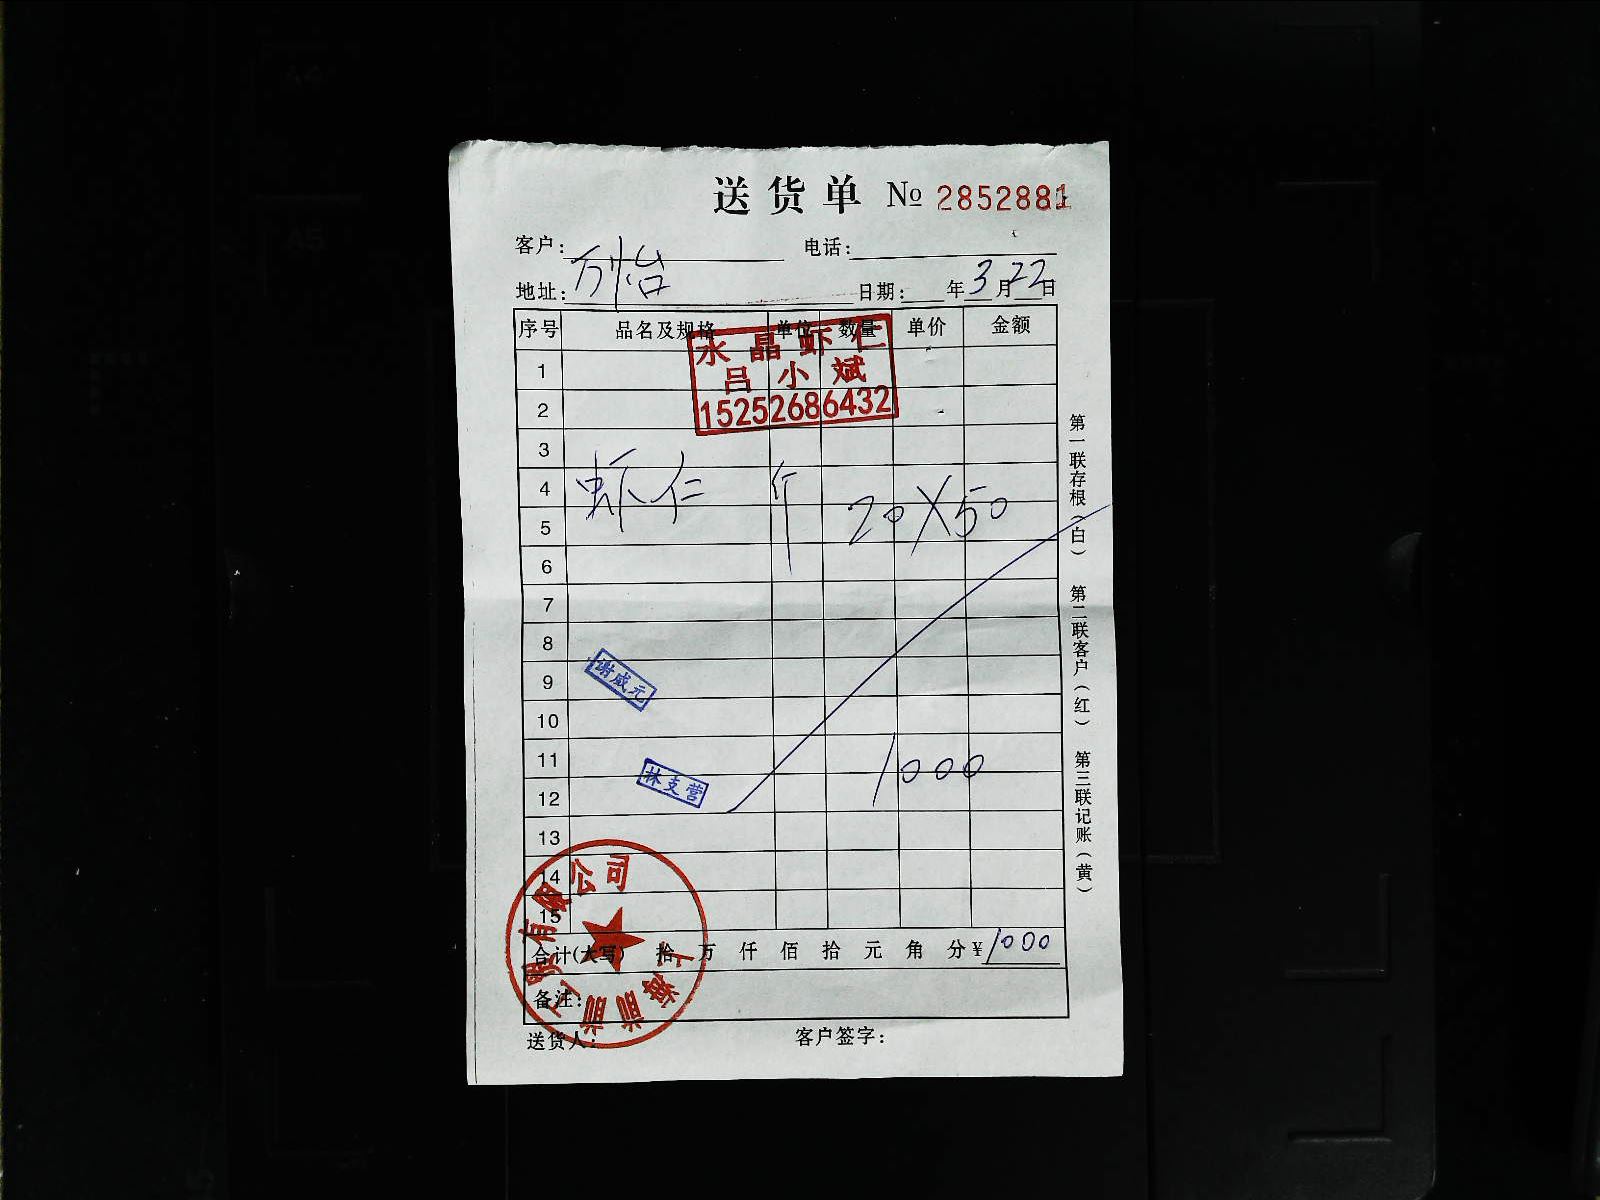 送货单 № 2852881
客户: 万怡 电话:
地址: 日期: 年 3 月 22 日
序号 品名及规格 单位 数量 单价 金额
水晶虾仁
吕小斌
15252686432
1
2
3
4 虾仁 斤 20 X 50
5
6
7
8
9
谢成元
10
11 1000
12
林支营
13
14
15
合计(大写) 拾 万 仟 佰 拾 元 角 分 ¥ 1000
备注:
送货人: 客户签字:
第一联存根(白) 第二联客户(红) 第三联记账(黄)